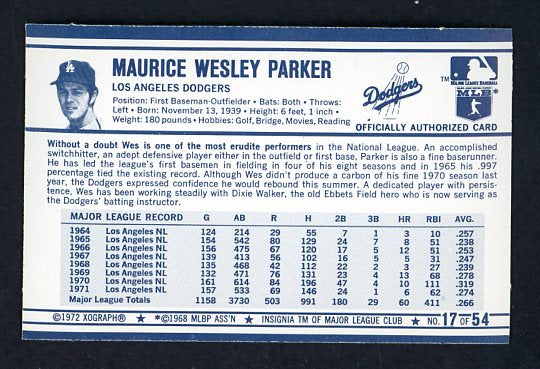 MAURICE WESLEY PARKER
LOS ANGELES DODGERS
Position: First Baseman-Outfielder • Bats: Both • Throws:
Left • Born: November 13, 1939 • Height: 6 feet, 1 inch •
Weight: 180 pounds • Hobbies: Golf, Bridge, Movies, Reading
LA
Dodgers
TM
MAJOR LEAGUE BASEBALL
MLB*
OFFICIALLY AUTHORIZED CARD
Without a doubt Wes is one of the most erudite performers in the National League. An accomplished
switchhitter, an adept defensive player either in the outfield or first base. Parker is also a fine baserunner.
He has led the league's first basemen in fielding in four of his eight seasons and in 1965 his .997
percentage tied the existing record. Although Wes didn't produce a carbon of his fine 1970 season last
year, the Dodgers expressed confidence he would rebound this summer. A dedicated player with persis-
tence, Wes has been working steadily with Dixie Walker, the old Ebbets Field hero who is now serving as
the Dodgers' batting instructor.
MAJOR LEAGUE RECORD G AB R H 2B 3B HR RBI AVG.
1964 Los Angeles NL 124 214 29 55 7 1 3 10 .257
1965 Los Angeles NL 154 542 80 129 24 7 8 51 .238
1966 Los Angeles NL 156 475 67 120 17 5 12 51 .253
1967 Los Angeles NL 139 413 56 102 16 5 5 31 .247
1968 Los Angeles NL 135 468 42 112 22 2 3 27 .239
1969 Los Angeles NL 132 471 76 131 23 4 13 68 .278
1970 Los Angeles NL 161 614 84 196 47 4 10 111 .319
1971 Los Angeles NL 157 533 69 146 24 1 6 62 .274
Major League Totals 1158 3730 503 991 180 29 60 411 .266
©1972 XOGRAPH® ★ *©1968 MLBP ASS'N ★ INSIGNIA TM OF MAJOR LEAGUE CLUB ★ NO. 17 OF 54